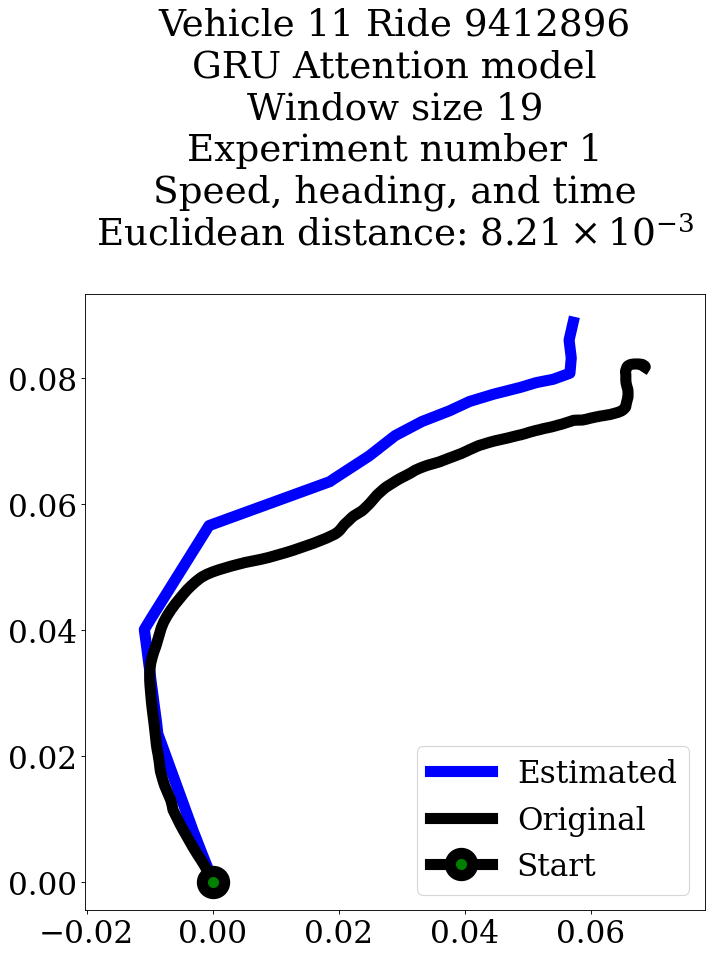 Vehicle 11 Ride 9412896
GRU Attention model
Window size 19
Experiment number 1
Speed, heading, and time
Euclidean distance: 8.21 × 10⁻³
0.08
0.06
0.04
0.02
0.00
Estimated
Original
Start
−0.02 0.00 0.02 0.04 0.06